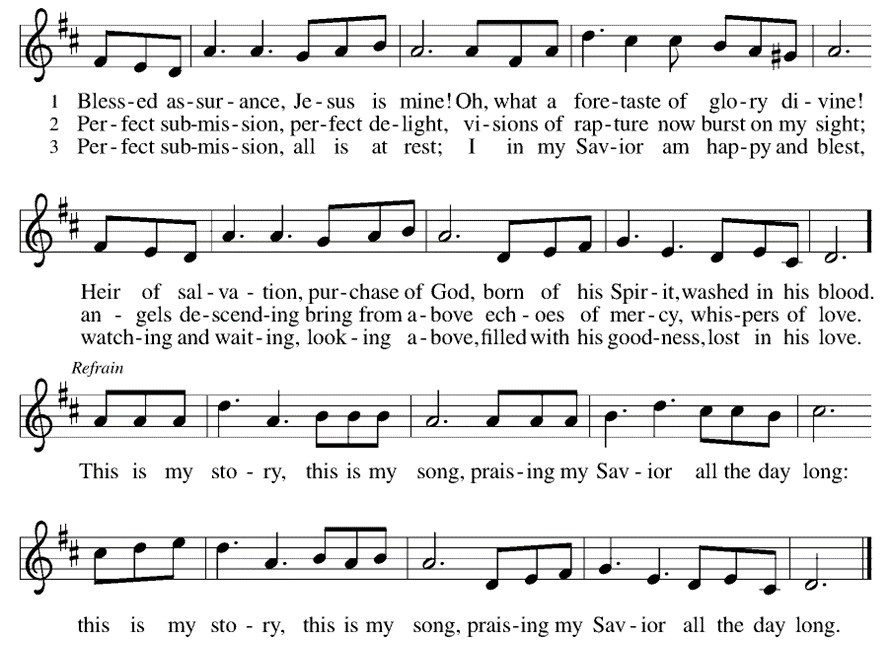 1 Bless-ed as-sur-ance, Je-sus is mine! Oh, what a fore-taste of glo-ry di-vine!
2 Per-fect sub-mis-sion, per-fect de-light, vi-sions of rap-ture now burst on my sight;
3 Per-fect sub-mis-sion, all is at rest; I in my Sav-ior am hap-py and blest,
Heir of sal-va-tion, pur-chase of God, born of his Spir-it, washed in his blood.
an-gels de-scend-ing bring from a-bove ech-oes of mer-cy, whis-pers of love.
watch-ing and wait-ing, look-ing a-bove, filled with his good-ness, lost in his love.
Refrain
This is my sto-ry, this is my song, prais-ing my Sav-ior all the day long:
this is my sto-ry, this is my song, prais-ing my Sav-ior all the day long.